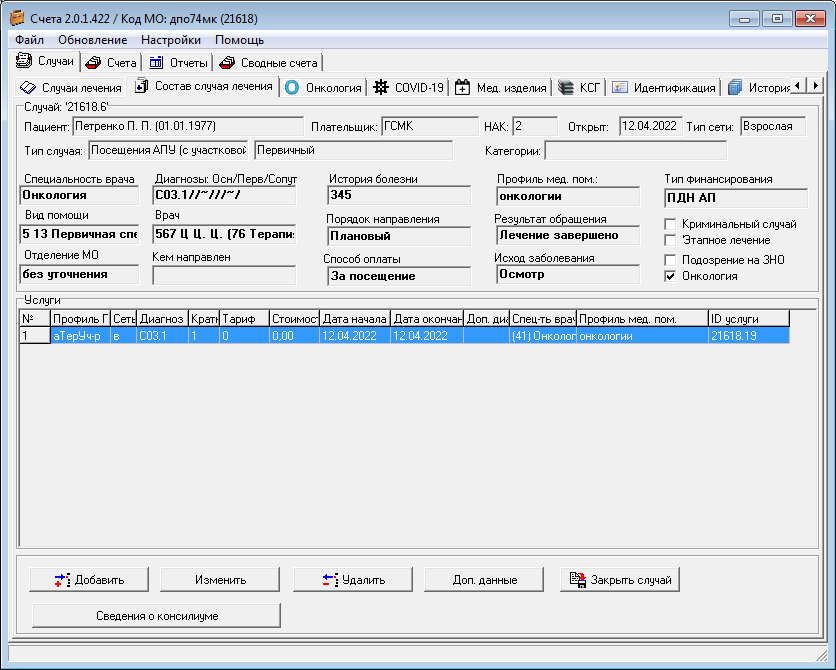 Счета 2.0.1.422 / Код МО: дпо74мк (21618)
Файл Обновление Настройки Помощь
Случаи Счета Отчеты Сводные счета
Случаи лечения Состав случая лечения Онкология COVID-19 Мед. изделия КСГ Идентификация История
Случай: '21618.6'
Пациент: Петренко П. П. (01.01.1977) Плательщик: ГСМК НАК: 2 Открыт: 12.04.2022 Тип сети: Взрослая
Тип случая: Посещения АПУ (с участковой Первичный Категории:
Специальность врача Диагнозы: Осн/Перв/Сопут История болезни Профиль мед. пом.: Тип финансирования
Онкология C03.1//~///~/ 345 онкологии ПДН АП
Вид помощи Врач Порядок направления Результат обращения Криминальный случай
5 13 Первичная спе 567 Ц. Ц. Ц. (76 Терапи Плановый Лечение завершено Этапное лечение
Отделение МО Кем направлен Способ оплаты Исход заболевания Подозрение на ЗНО
без уточнения За посещение Осмотр Онкология
Услуги
№ Профиль Г Сеть Диагноз Кратн Тариф Стоимост Дата начала Дата окончан Доп. диа Спец-ть врач Профиль мед. пом. ID услуги
1 аТерУч-р в C03.1 1 0 0,00 12.04.2022 12.04.2022 (41) Онколог онкологии 21618.19
Добавить Изменить Удалить Доп. данные Закрыть случай
Сведения о консилиуме